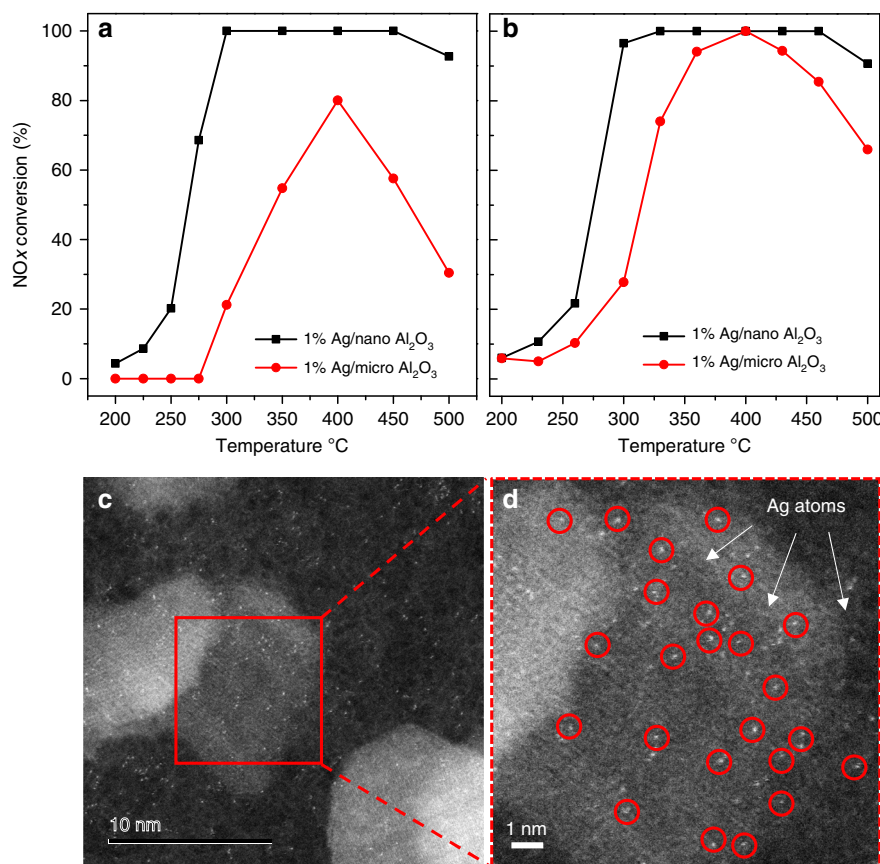 a
b
NOx conversion (%)
100
80
60
40
20
0
1% Ag/nano Al₂O₃
1% Ag/micro Al₂O₃
1% Ag/nano Al₂O₃
1% Ag/micro Al₂O₃
200 250 300 350 400 450 500
200 250 300 350 400 450 500
Temperature °C
Temperature °C
c
10 nm
d
Ag atoms
1 nm